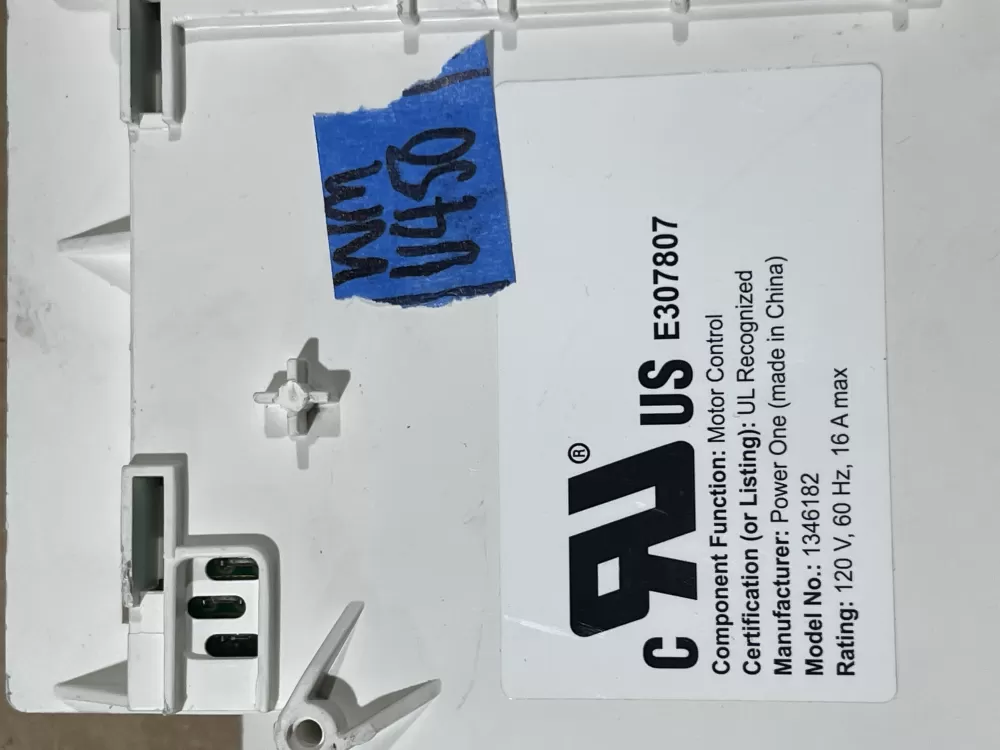 WM
U450
E307807
C US ®
Component Function: Motor Control
Certification (or Listing): UL Recognized
Manufacturer: Power One (made in China)
Model No.: 1346182
Rating: 120 V, 60 Hz, 16 A max